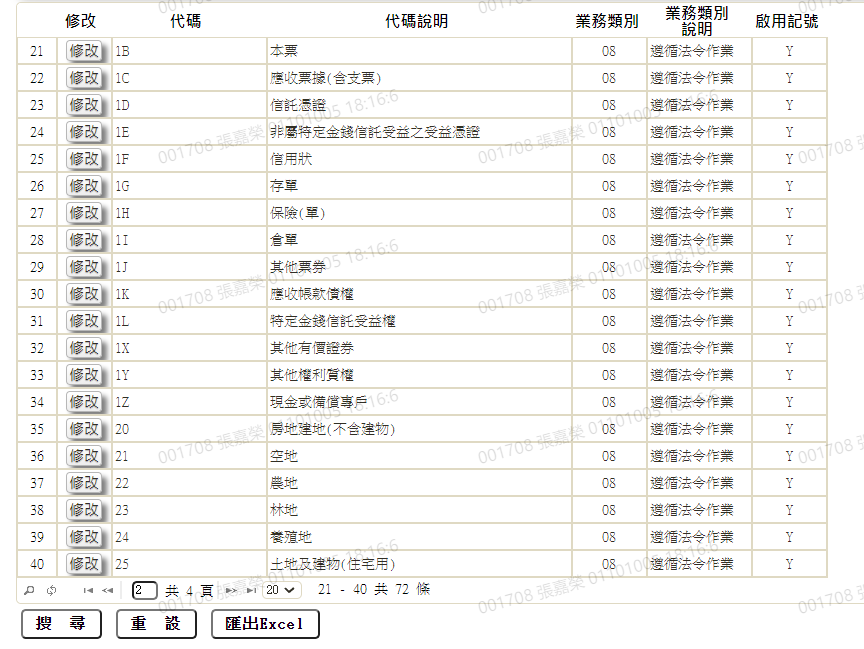 修改 代碼 代碼說明 業務類別 業務類別說明 啟用記號
21 修改 1B 本票 08 遵循法令作業 Y
22 修改 1C 應收票據(含支票) 08 遵循法令作業 Y
23 修改 1D 信託憑證 08 遵循法令作業 Y
24 修改 1E 非屬特定金錢信託受益之受益憑證 08 遵循法令作業 Y
25 修改 1F 信用狀 08 遵循法令作業 Y
26 修改 1G 存單 08 遵循法令作業 Y
27 修改 1H 保險(單) 08 遵循法令作業 Y
28 修改 1I 倉單 08 遵循法令作業 Y
29 修改 1J 其他票券 08 遵循法令作業 Y
30 修改 1K 應收帳款債權 08 遵循法令作業 Y
31 修改 1L 特定金錢信託受益權 08 遵循法令作業 Y
32 修改 1X 其他有價證券 08 遵循法令作業 Y
33 修改 1Y 其他權利質權 08 遵循法令作業 Y
34 修改 1Z 現金或備償專戶 08 遵循法令作業 Y
35 修改 20 房地建地(不含建物) 08 遵循法令作業 Y
36 修改 21 空地 08 遵循法令作業 Y
37 修改 22 農地 08 遵循法令作業 Y
38 修改 23 林地 08 遵循法令作業 Y
39 修改 24 養殖地 08 遵循法令作業 Y
40 修改 25 土地及建物(住宅用) 08 遵循法令作業 Y
2 共 4 頁 20 21 - 40 共 72 條
搜 尋 重 設 匯出Excel
001708 張嘉榮 01101005 18:16:6